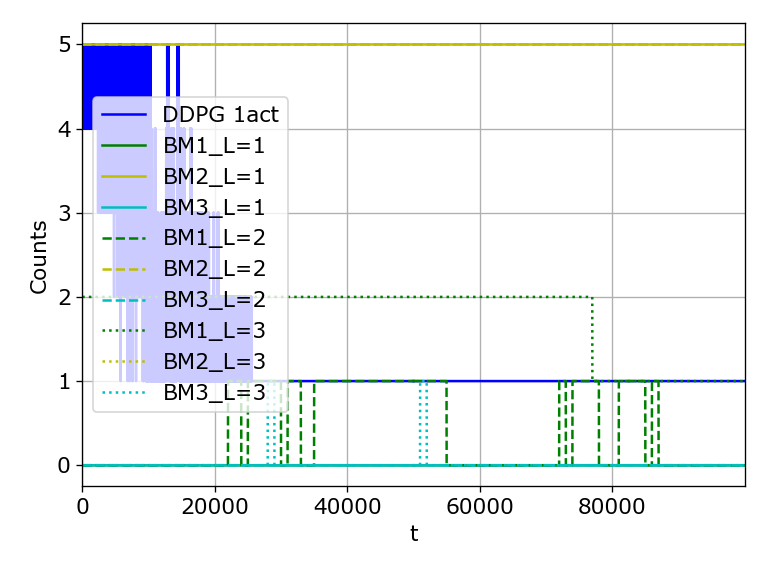 5
4
3
2
1
0
Counts
DDPG 1act
BM1_L=1
BM2_L=1
BM3_L=1
BM1_L=2
BM2_L=2
BM3_L=2
BM1_L=3
BM2_L=3
BM3_L=3
0 20000 40000 60000 80000
t